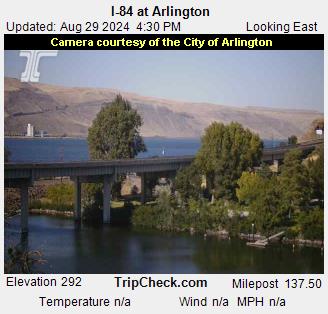 I-84 at Arlington
Updated: Aug 29 2024 4:30 PM Looking East
Camera courtesy of the City of Arlington
Elevation 292 TripCheck.com Milepost 137.50
Temperature n/a Wind n/a MPH n/a